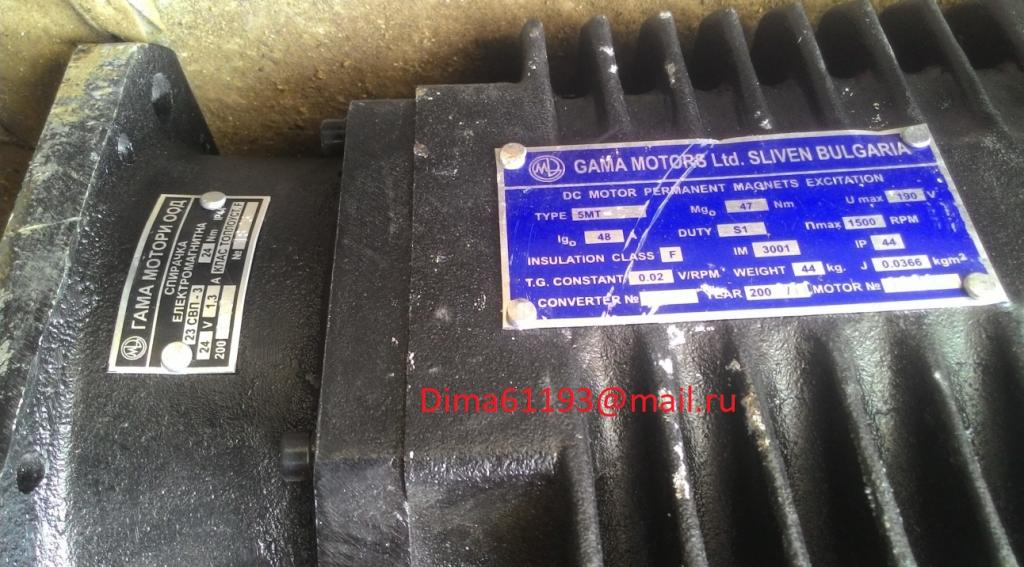 GAMA MOTORS Ltd. SLIVEN BULGARIA
DC MOTOR PERMANENT MAGNETS EXCITATION
TYPE 5MT Mg₀ 47 Nm U max 190 V
Ig₀ 48 DUTY S1 nmax 1500 RPM
INSULATION CLASS F IM 3001 IP 44
T.G. CONSTANT 0.02 V/RPM. WEIGHT 44 kg. J 0.0366 kgm²
CONVERTER № YEAR 200 MOTOR №
ГАМА МОТОРИ ООД
СПИРАЧКА
ЕЛЕКТРОМАГНИТНА
23 СВП - 3 24 Nm
24 V 1,3 A
200 №
Dima61193@mail.ru